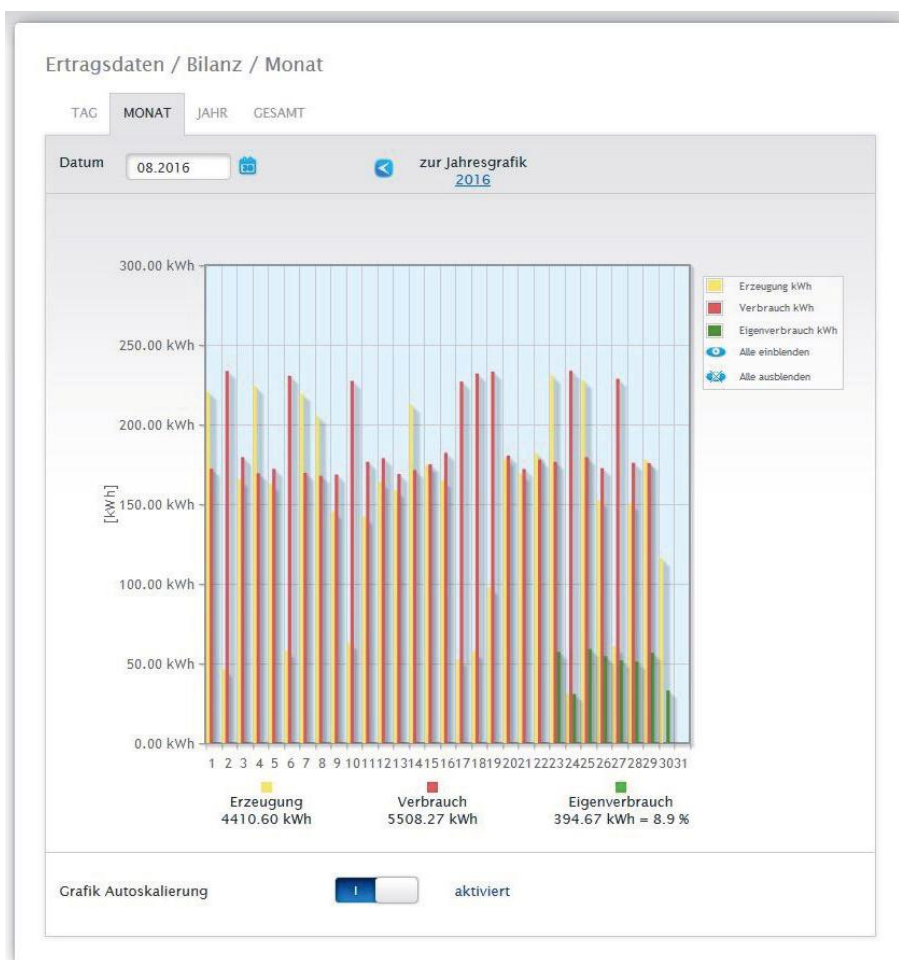 Ertragsdaten / Bilanz / Monat
TAG MONAT JAHR GESAMT
Datum 08.2016 zur Jahresgrafik
2016
300.00 kWh
250.00 kWh
200.00 kWh
150.00 kWh
100.00 kWh
50.00 kWh
0.00 kWh
[kWh]
Erzeugung kWh
Verbrauch kWh
Eigenverbrauch kWh
Alle einblenden
Alle ausblenden
1 2 3 4 5 6 7 8 9 10 11 12 13 14 15 16 17 18 19 20 21 22 23 24 25 26 27 28 29 30 31
Erzeugung
4410.60 kWh
Verbrauch
5508.27 kWh
Eigenverbrauch
394.67 kWh = 8.9 %
Grafik Autoskalierung I aktiviert